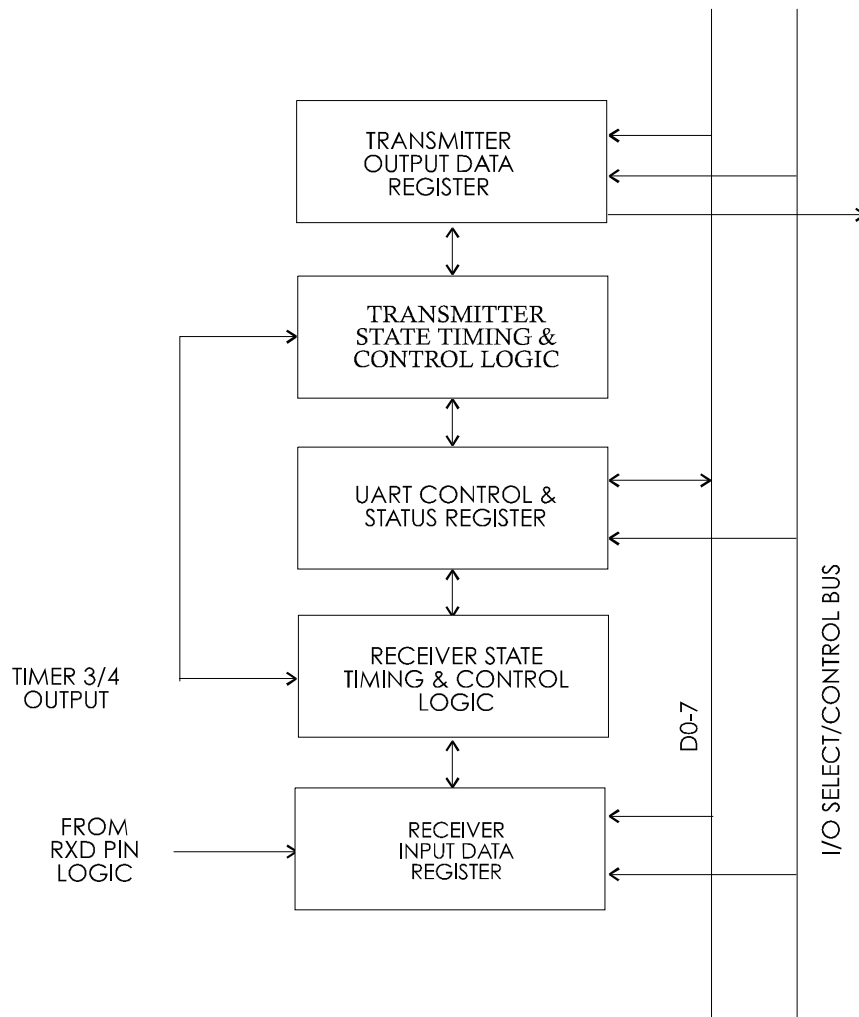 TRANSMITTER
OUTPUT DATA
REGISTER
TRANSMITTER
STATE TIMING &
CONTROL LOGIC
UART CONTROL &
STATUS REGISTER
RECEIVER STATE
TIMING & CONTROL
LOGIC
TIMER 3/4
OUTPUT
D0-7
I/O SELECT/CONTROL BUS
FROM
RXD PIN
LOGIC
RECEIVER
INPUT DATA
REGISTER